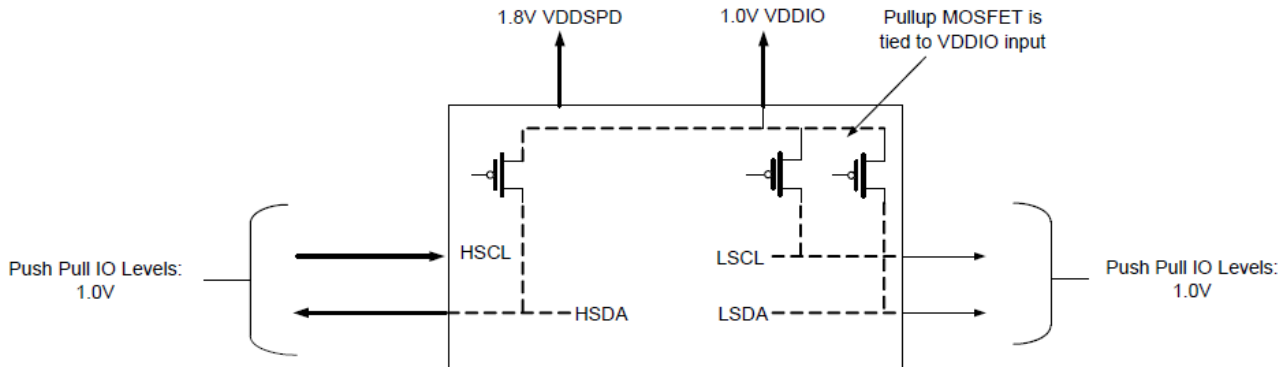 1.8V VDDSPD
1.0V VDDIO
Pullup MOSFET is
tied to VDDIO input
HSCL
LSCL
Push Pull IO Levels:
1.0V
Push Pull IO Levels:
1.0V
HSDA
LSDA